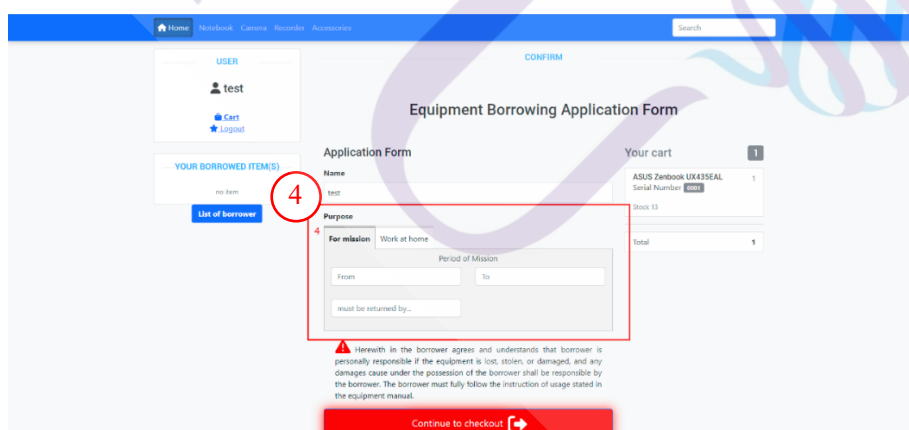 Home Notebook Camera Recorder Accessories Search
USER
test
Cart
Logout
YOUR BORROWED ITEM(S)
no item
List of borrower
CONFIRM
Equipment Borrowing Application Form
Application Form
Name
test
4
4
Purpose
For mission Work at home
Period of Mission
From To
must be returned by...
Herewith in the borrower agrees and understands that borrower is
personally responsible if the equipment is lost, stolen, or damaged, and any
damages cause under the possession of the borrower shall be responsible by
the borrower. The borrower must fully follow the instruction of usage stated in
the equipment manual.
Continue to checkout
Your cart 1
ASUS Zenbook UX435EAL 1
Serial Number 0001
Stock 13
Total 1